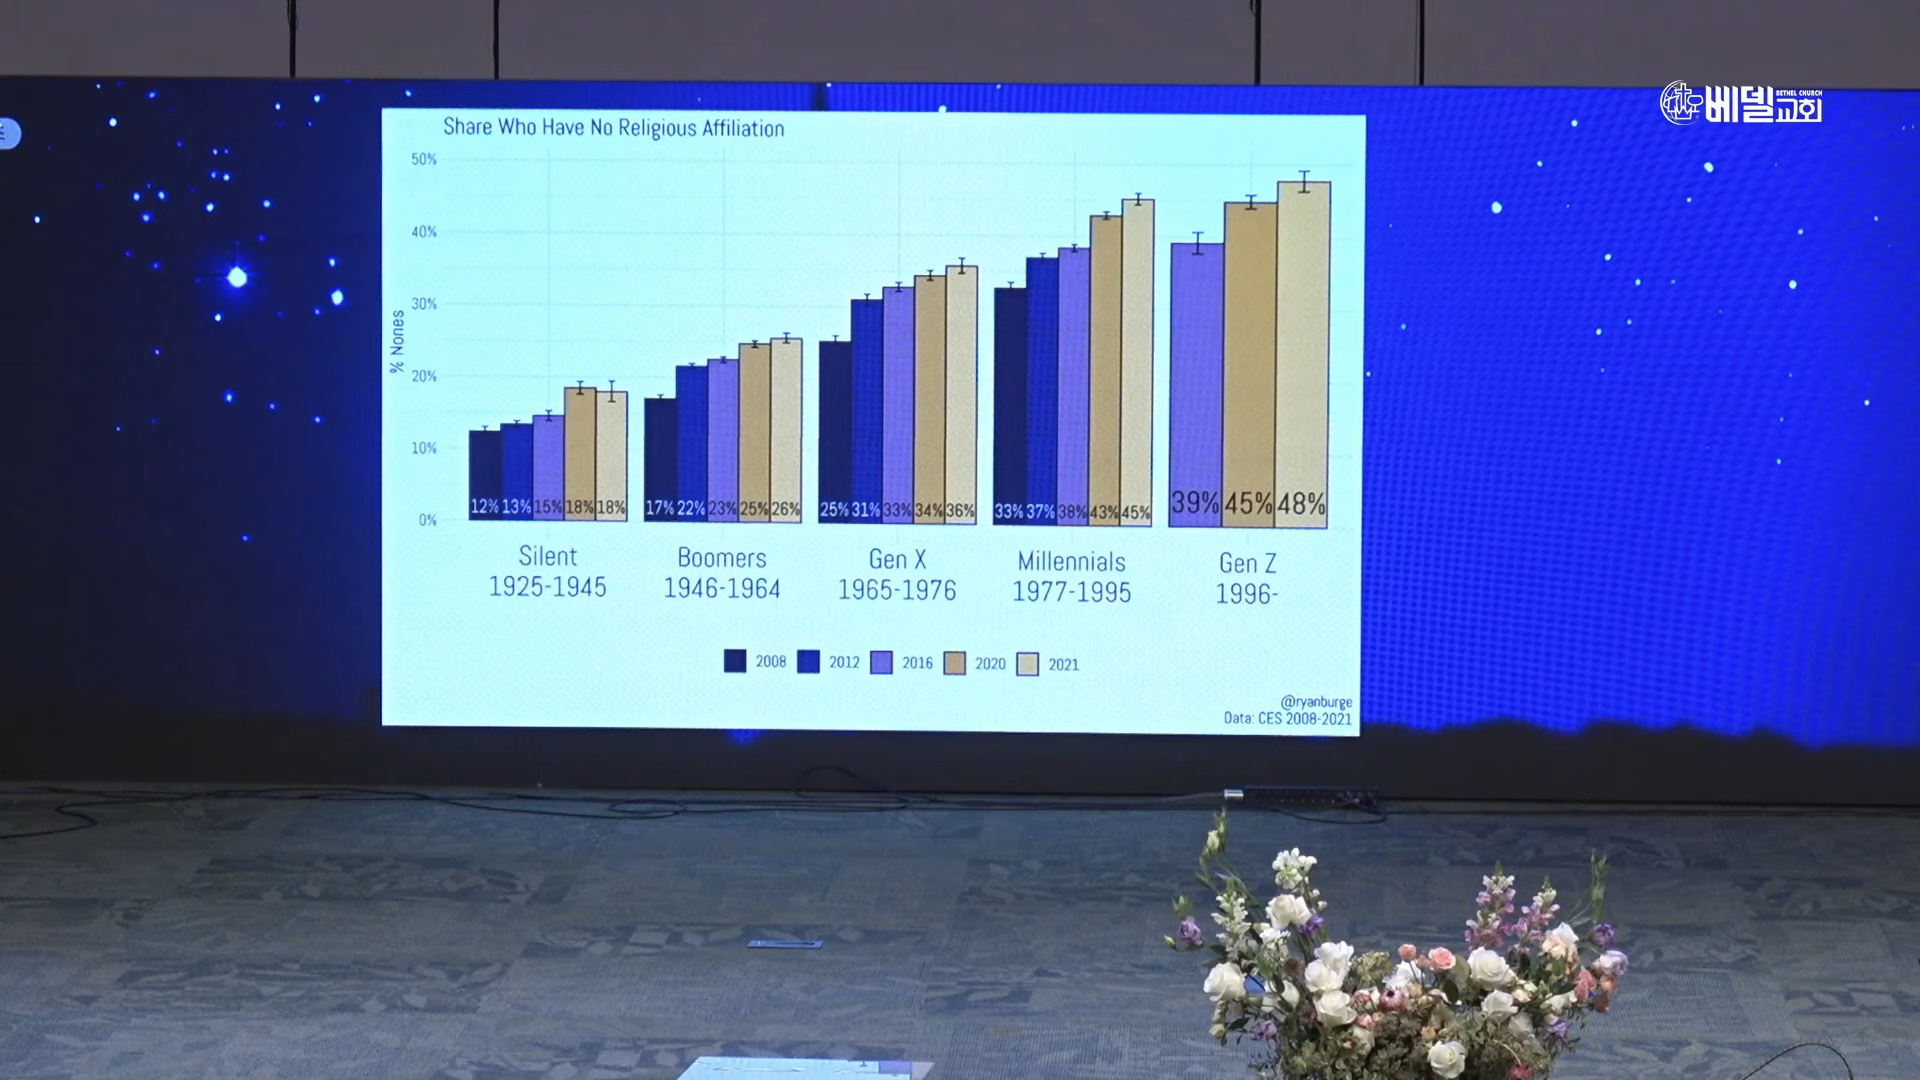 BETHEL CHURCH
베델교회
Share Who Have No Religious Affiliation
50%
40%
30%
20%
10%
0%
% Nones
12% 13% 15% 18% 18%
17% 22% 23% 25% 26%
25% 31% 33% 34% 36%
33% 37% 38% 43% 45%
39% 45% 48%
Silent
1925-1945
Boomers
1946-1964
Gen X
1965-1976
Millennials
1977-1995
Gen Z
1996-
2008 2012 2016 2020 2021
@ryanburge
Data: CES 2008-2021